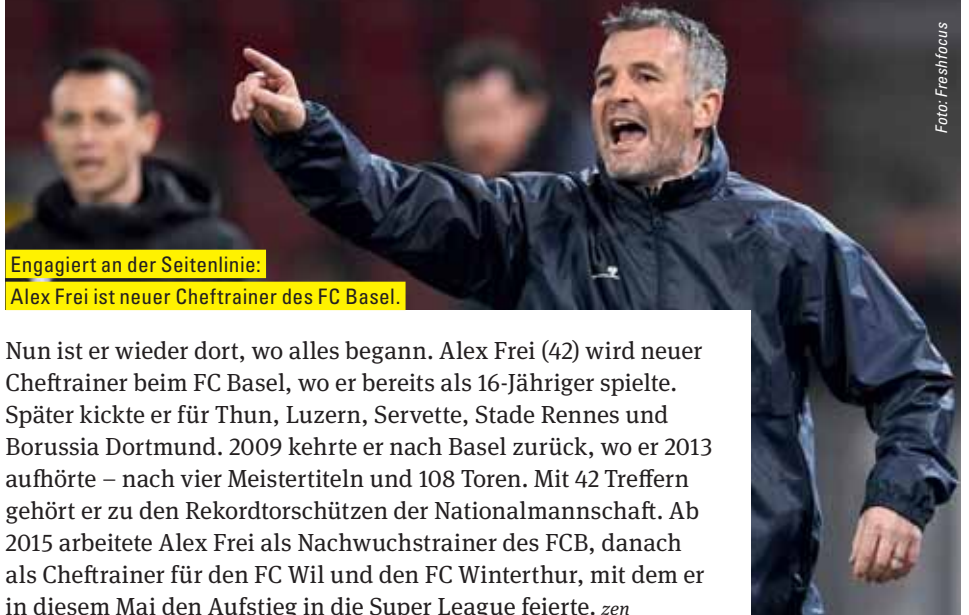 Foto: Freshfocus
Engagiert an der Seitenlinie:
Alex Frei ist neuer Cheftrainer des FC Basel.
Nun ist er wieder dort, wo alles begann. Alex Frei (42) wird neuer
Cheftrainer beim FC Basel, wo er bereits als 16-Jähriger spielte.
Später kickte er für Thun, Luzern, Servette, Stade Rennes und
Borussia Dortmund. 2009 kehrte er nach Basel zurück, wo er 2013
aufhörte – nach vier Meistertiteln und 108 Toren. Mit 42 Treffern
gehört er zu den Rekordtorschützen der Nationalmannschaft. Ab
2015 arbeitete Alex Frei als Nachwuchstrainer des FCB, danach
als Cheftrainer für den FC Wil und den FC Winterthur, mit dem er
in diesem Mai den Aufstieg in die Super League feierte. zen